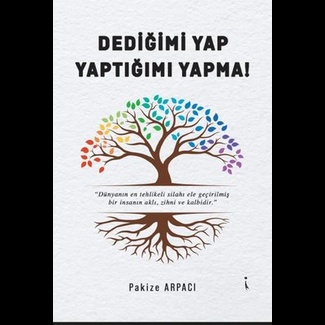 DEDİĞİMİ YAP
YAPTIĞIMI YAPMA!
"Dünyanın en tehlikeli silahı ele geçirilmiş
bir insanın aklı, zihni ve kalbidir."
Pakize ARPACI